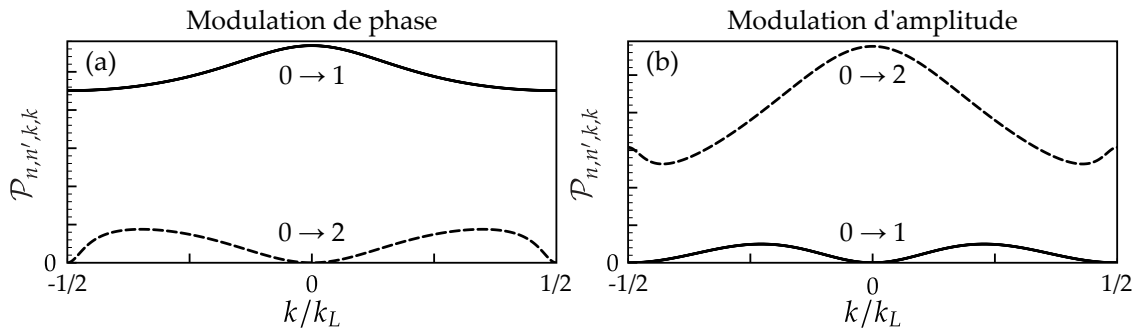 Modulation de phase
(a)
0 → 1
0 → 2
𝒫n,n′,k,k
0
-1/2
0
1/2
k/kL
Modulation d'amplitude
(b)
0 → 2
0 → 1
𝒫n,n′,k,k
0
-1/2
0
1/2
k/kL